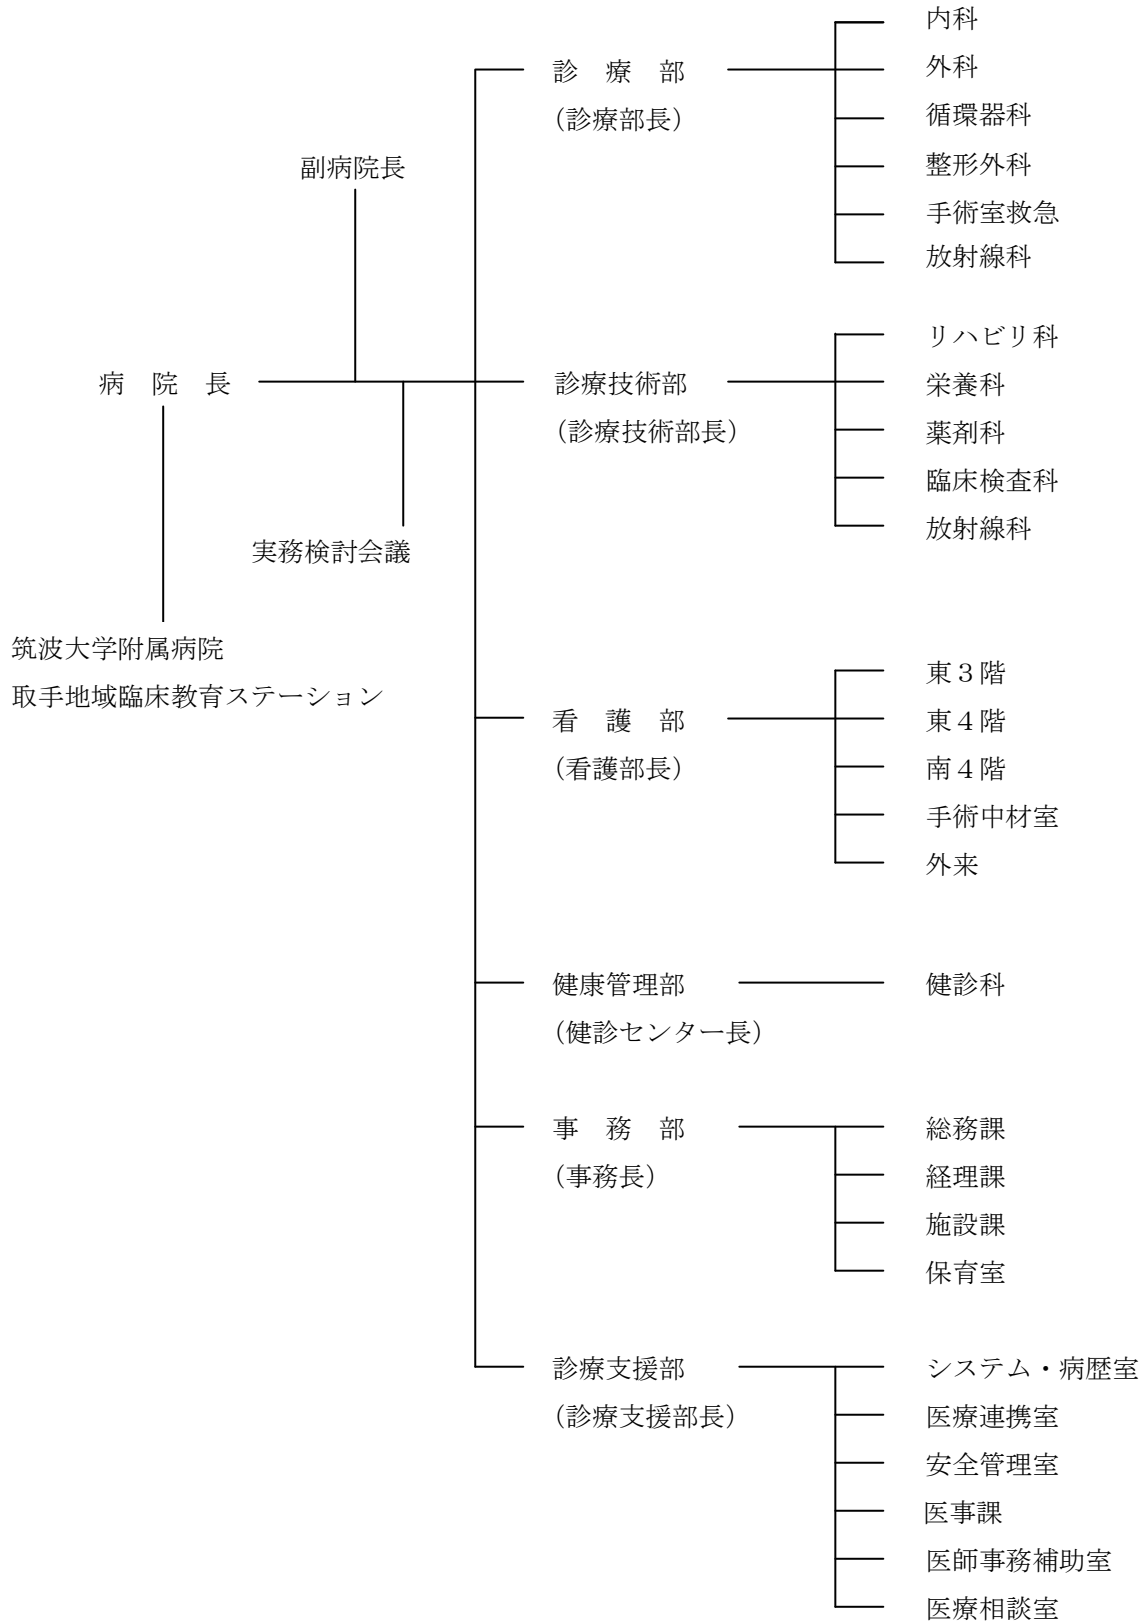 副病院長
病　院　長
実務検討会議
筑波大学附属病院
取手地域臨床教育ステーション
診　療　部
（診療部長）
内科
外科
循環器科
整形外科
手術室救急
放射線科
診療技術部
（診療技術部長）
リハビリ科
栄養科
薬剤科
臨床検査科
放射線科
看　護　部
（看護部長）
東３階
東４階
南４階
手術中材室
外来
健康管理部
（健診センター長）
健診科
事　務　部
（事務長）
総務課
経理課
施設課
保育室
診療支援部
（診療支援部長）
システム・病歴室
医療連携室
安全管理室
医事課
医師事務補助室
医療相談室